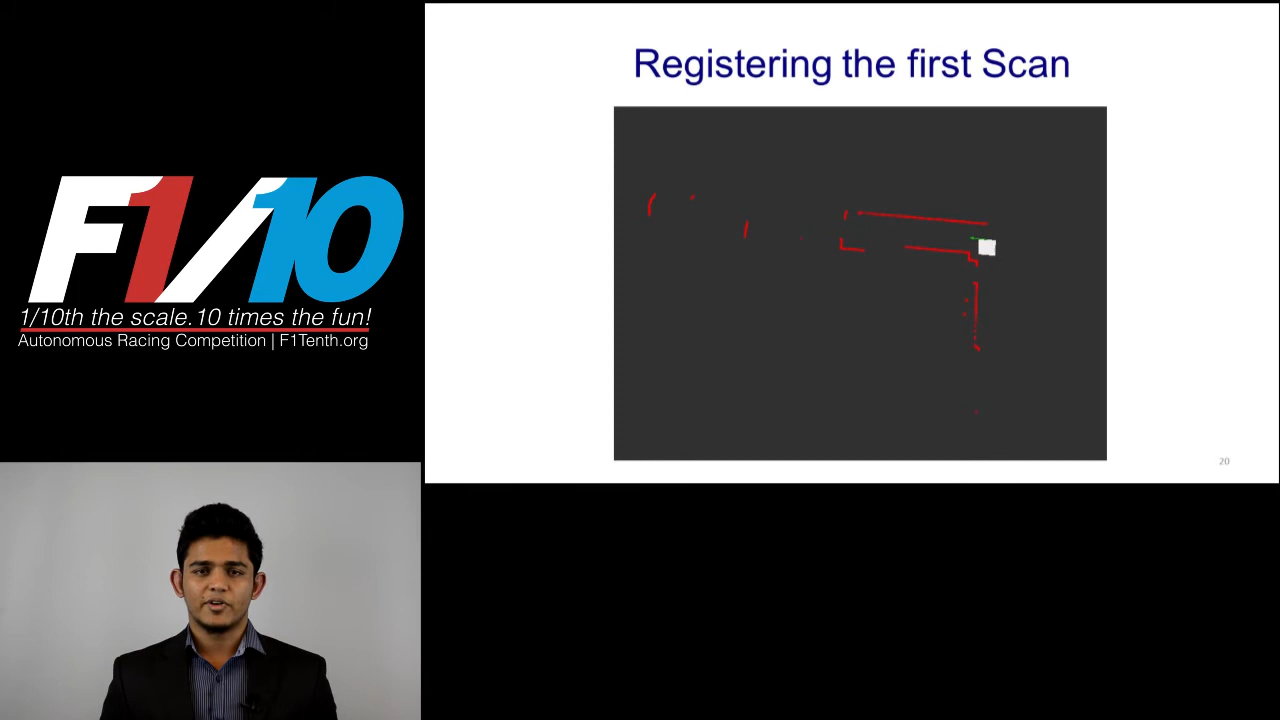 Registering the first Scan
F1/10
1/10th the scale.10 times the fun!
Autonomous Racing Competition | F1Tenth.org
20